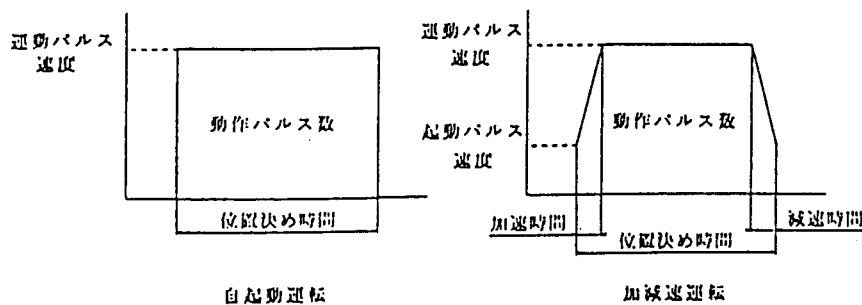 運動パルス
速度
動作パルス数
位置決め時間
自起動運転
運動パルス
速度
起動パルス
速度
動作パルス数
加速時間
位置決め時間
減速時間
加減速運転